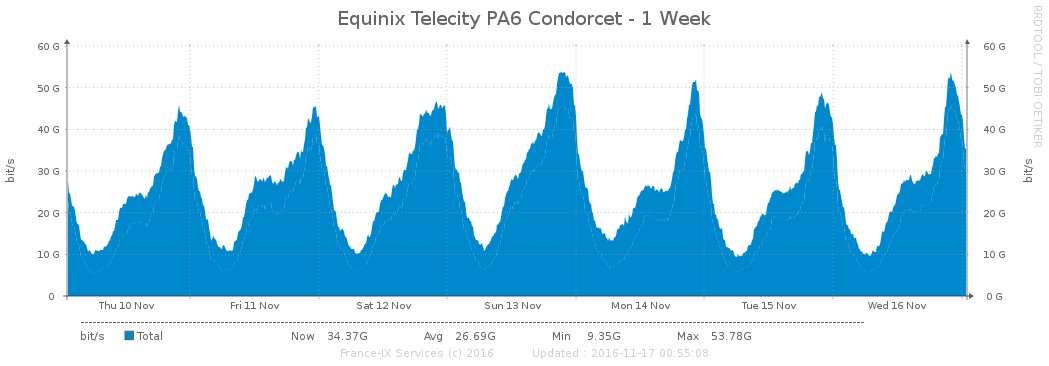 Equinix Telecity PA6 Condorcet - 1 Week
RRDTOOL / TOBI OETIKER
60 G 60 G
50 G 50 G
40 G 40 G
30 G 30 G
20 G 20 G
10 G 10 G
0 0 G
bit/s bit/s
Thu 10 Nov Fri 11 Nov Sat 12 Nov Sun 13 Nov Mon 14 Nov Tue 15 Nov Wed 16 Nov
bit/s Total Now 34.37G Avg 26.69G Min 9.35G Max 53.78G
France-IX Services (c) 2016 Updated : 2016-11-17 00:55:08